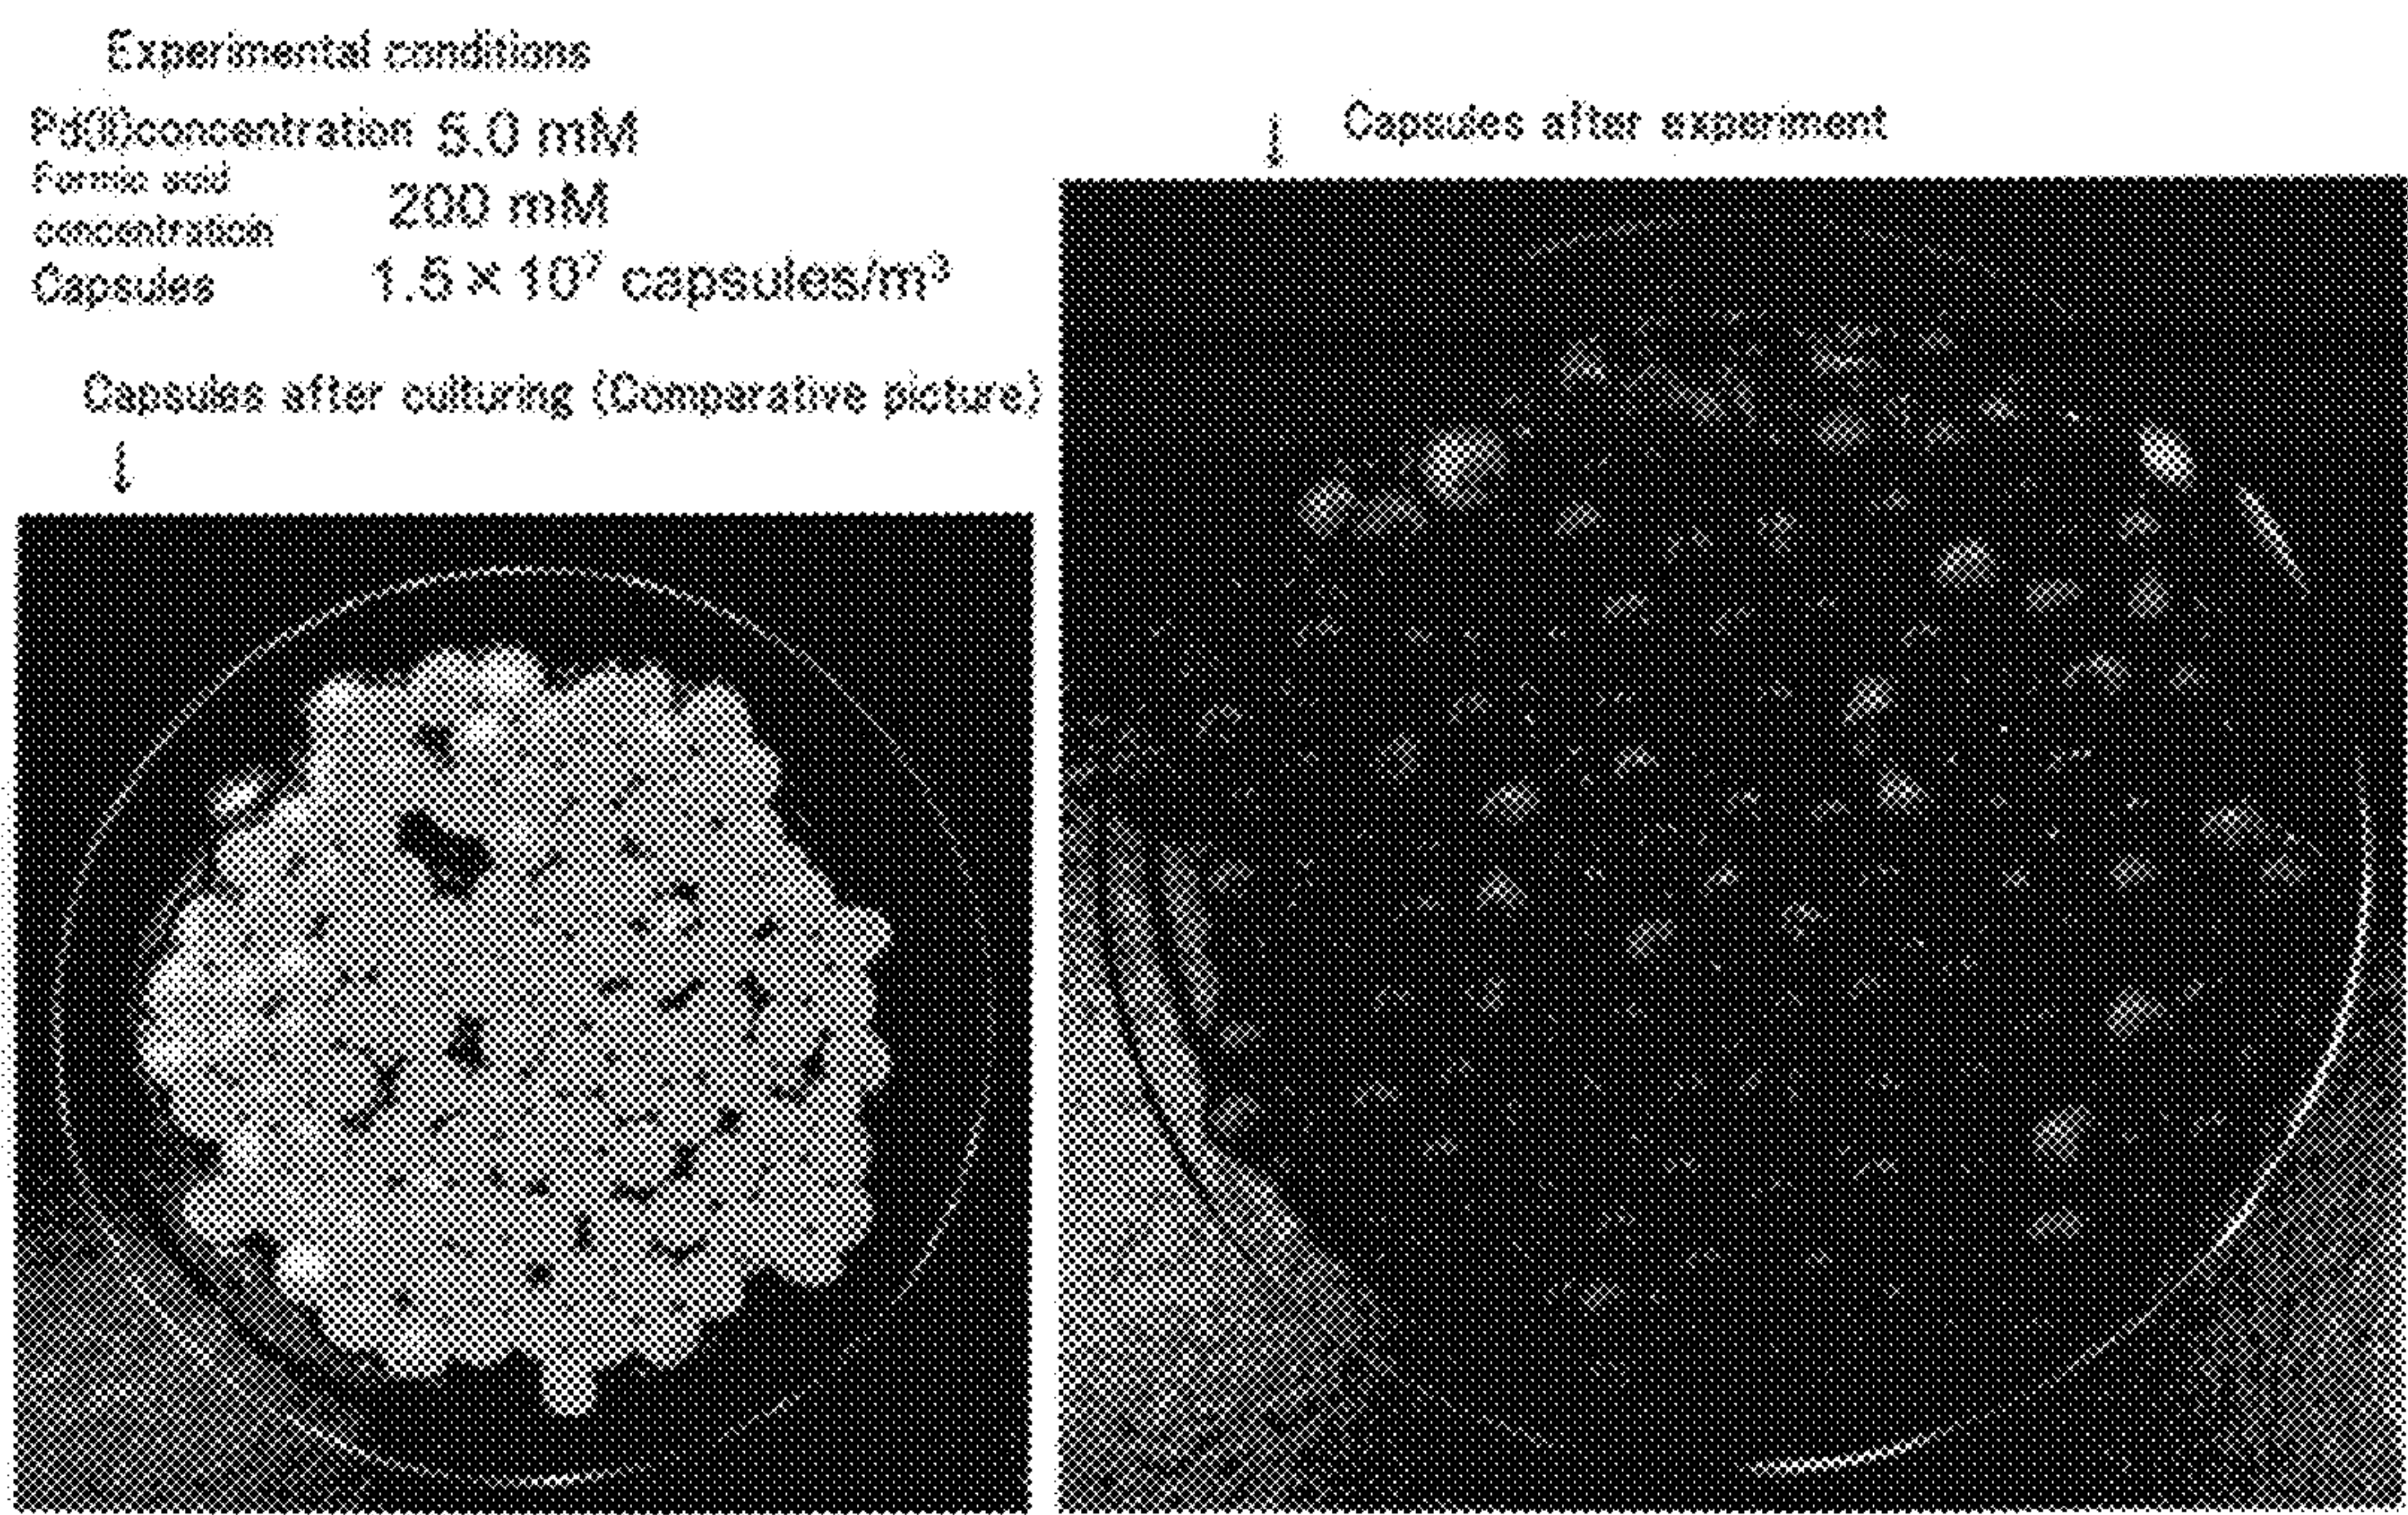 Experimental conditions
Pd(II)concentration 5.0 mM
Formic acid
concentration 200 mM
Capsules 1.5 × 10⁷ capsules/m³
Capsules after culturing (Comparative picture)
↓
↓ Capsules after experiment